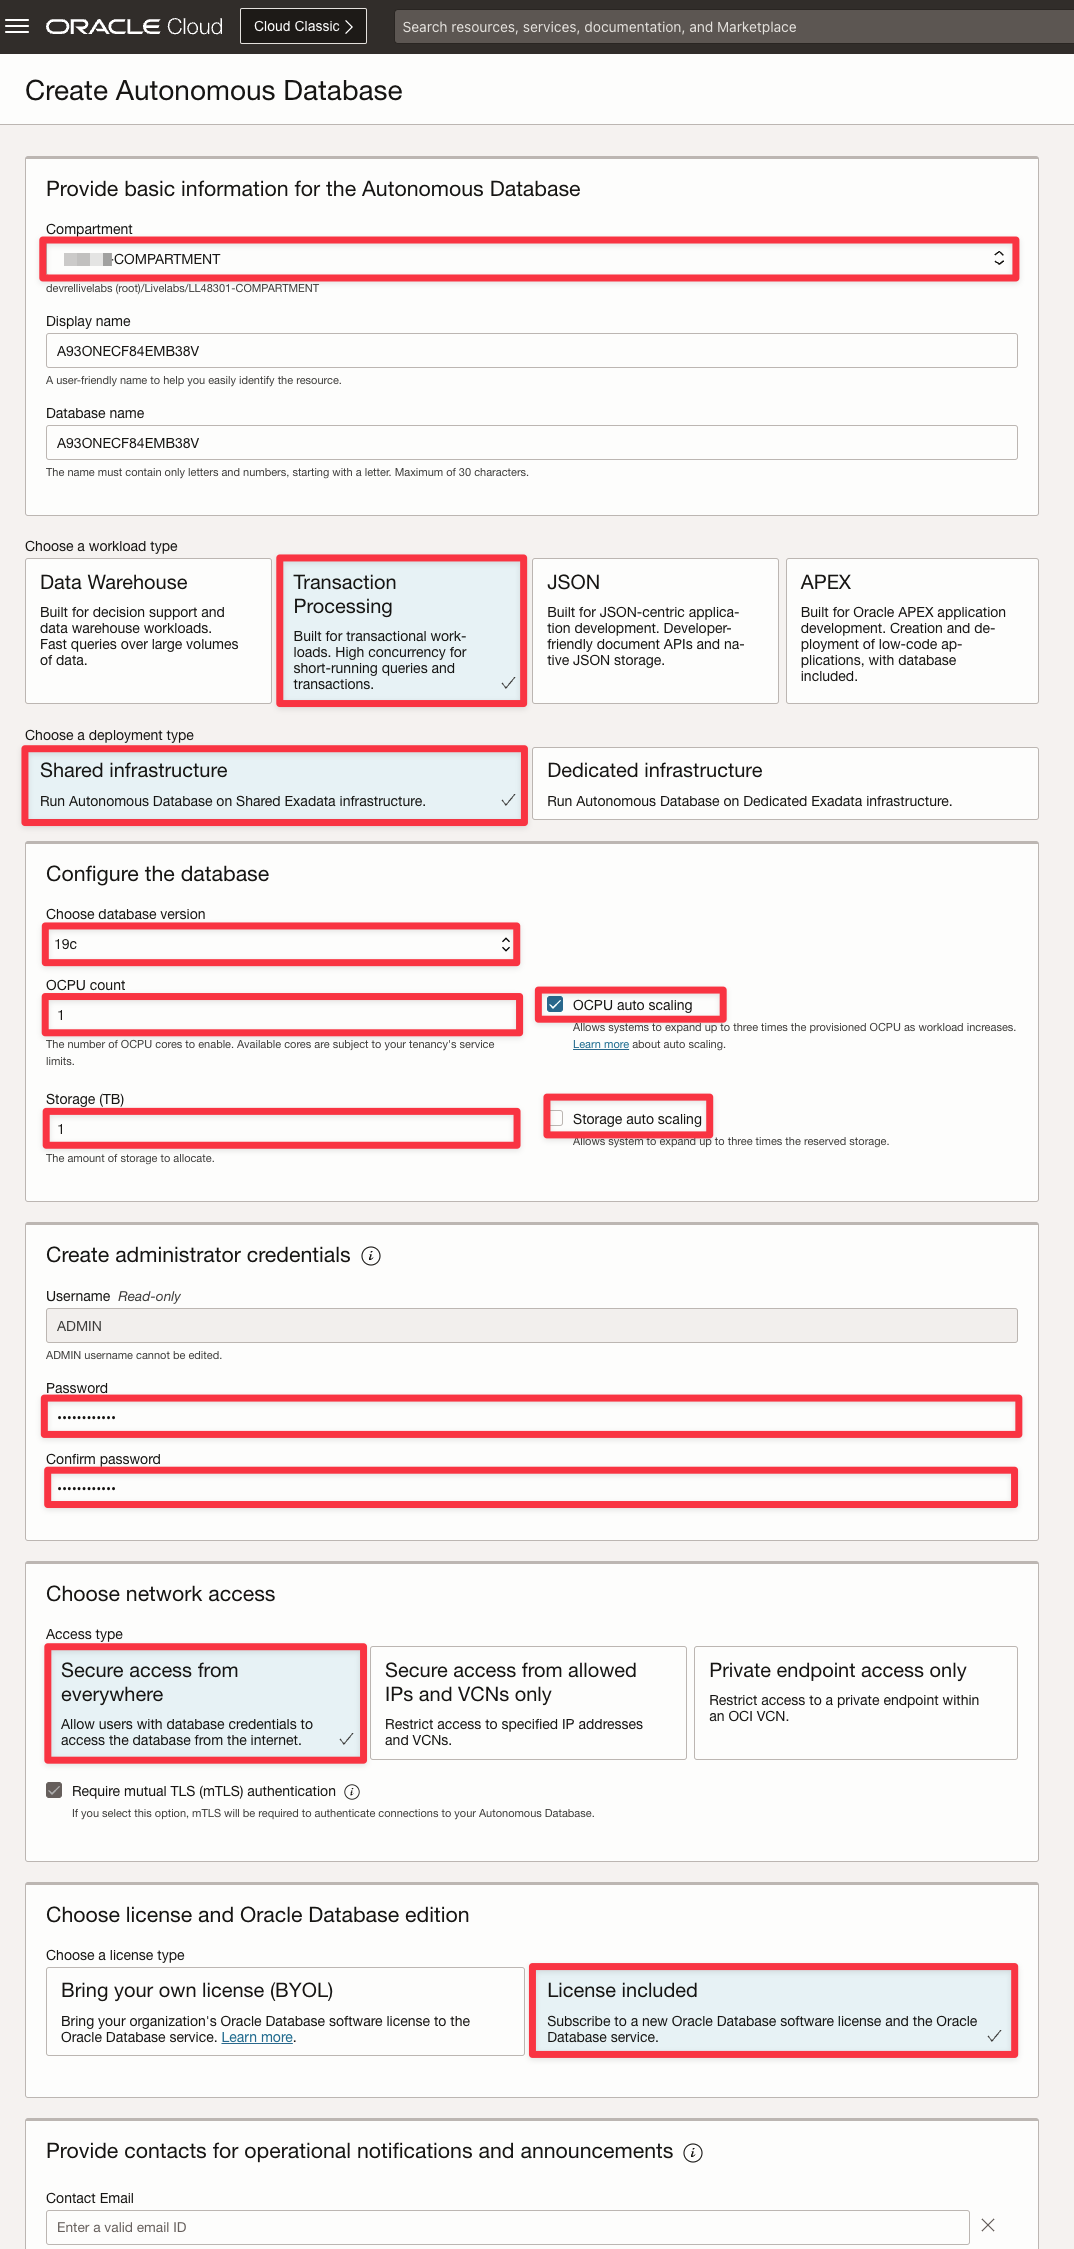 ORACLE Cloud
Cloud Classic
Search resources, services, documentation, and Marketplace
Create Autonomous Database
Provide basic information for the Autonomous Database
Compartment
-COMPARTMENT
devrellivelabs (root)/Livelabs/LL48301-COMPARTMENT
Display name
A93ONECF84EMB38V
A user-friendly name to help you easily identify the resource.
Database name
A93ONECF84EMB38V
The name must contain only letters and numbers, starting with a letter. Maximum of 30 characters.
Choose a workload type
Data Warehouse
Built for decision support and
data warehouse workloads.
Fast queries over large volumes
of data.
Transaction
Processing
Built for transactional work-
loads. High concurrency for
short-running queries and
transactions.
JSON
Built for JSON-centric applica-
tion development. Developer-
friendly document APIs and na-
tive JSON storage.
APEX
Built for Oracle APEX application
development. Creation and de-
ployment of low-code ap-
plications, with database
included.
Choose a deployment type
Shared infrastructure
Run Autonomous Database on Shared Exadata infrastructure.
Dedicated infrastructure
Run Autonomous Database on Dedicated Exadata infrastructure.
Configure the database
Choose database version
19c
OCPU count
1
The number of OCPU cores to enable. Available cores are subject to your tenancy's service
limits.
OCPU auto scaling
Allows systems to expand up to three times the provisioned OCPU as workload increases.
Learn more about auto scaling.
Storage (TB)
1
The amount of storage to allocate.
Storage auto scaling
Allows system to expand up to three times the reserved storage.
Create administrator credentials
Username Read-only
ADMIN
ADMIN username cannot be edited.
Password
••••••••••••
Confirm password
••••••••••••
Choose network access
Access type
Secure access from
everywhere
Allow users with database credentials to
access the database from the internet.
Secure access from allowed
IPs and VCNs only
Restrict access to specified IP addresses
and VCNs.
Private endpoint access only
Restrict access to a private endpoint within
an OCI VCN.
Require mutual TLS (mTLS) authentication
If you select this option, mTLS will be required to authenticate connections to your Autonomous Database.
Choose license and Oracle Database edition
Choose a license type
Bring your own license (BYOL)
Bring your organization's Oracle Database software license to the
Oracle Database service. Learn more.
License included
Subscribe to a new Oracle Database software license and the Oracle
Database service.
Provide contacts for operational notifications and announcements
Contact Email
Enter a valid email ID